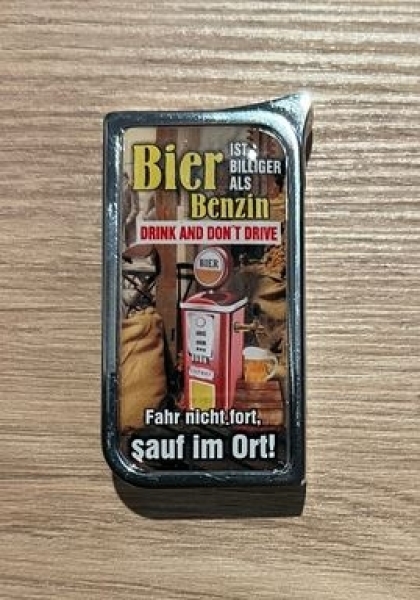 Bier
IST
BILLIGER
ALS
Benzin
DRINK AND DON'T DRIVE
BIER
Fahr nicht fort,
sauf im Ort!